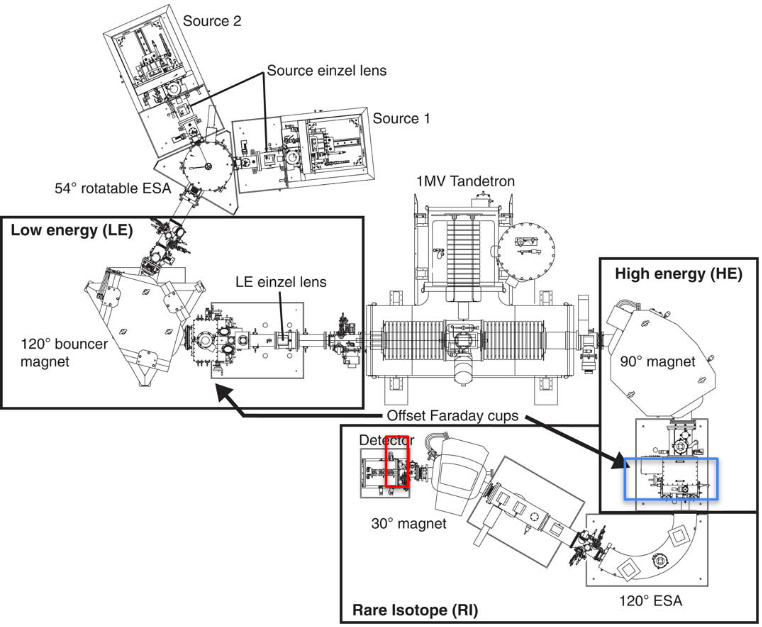 Source 2
Source einzel lens
Source 1
54° rotatable ESA
1MV Tandetron
Low energy (LE)
LE einzel lens
High energy (HE)
120° bouncer
magnet
90° magnet
Offset Faraday cups
Detector
30° magnet
120° ESA
Rare Isotope (RI)